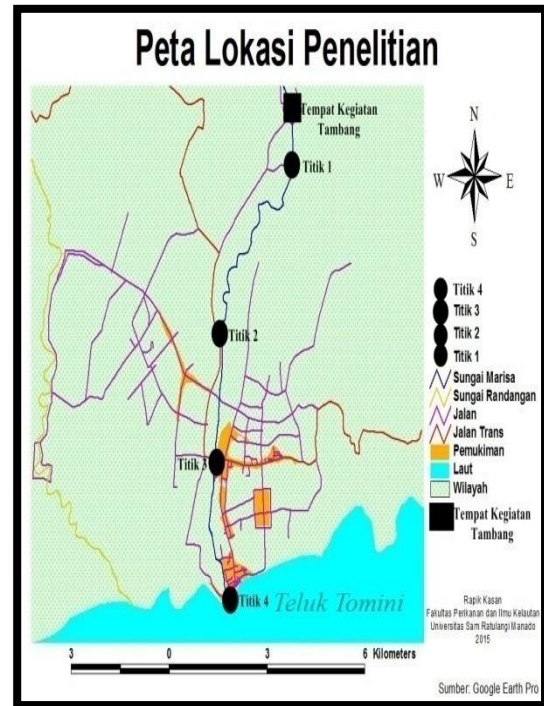 Peta Lokasi Penelitian
Tempat Kegiatan
Tambang
Titik 1
Titik 2
Titik 3
Titik 4
Teluk Tomini
N
W
E
S
Titik 4
Titik 3
Titik 2
Titik 1
Sungai Marisa
Sungai Randangan
Jalan
Jalan Trans
Pemukiman
Laut
Wilayah
Tempat Kegiatan
Tambang
3
0
3
6
Kilometers
Rapik Kasan
Fakultas Perikanan dan Ilmu Kelautan
Universitas Sam Ratulangi Manado
2015
Sumber: Google Earth Pro